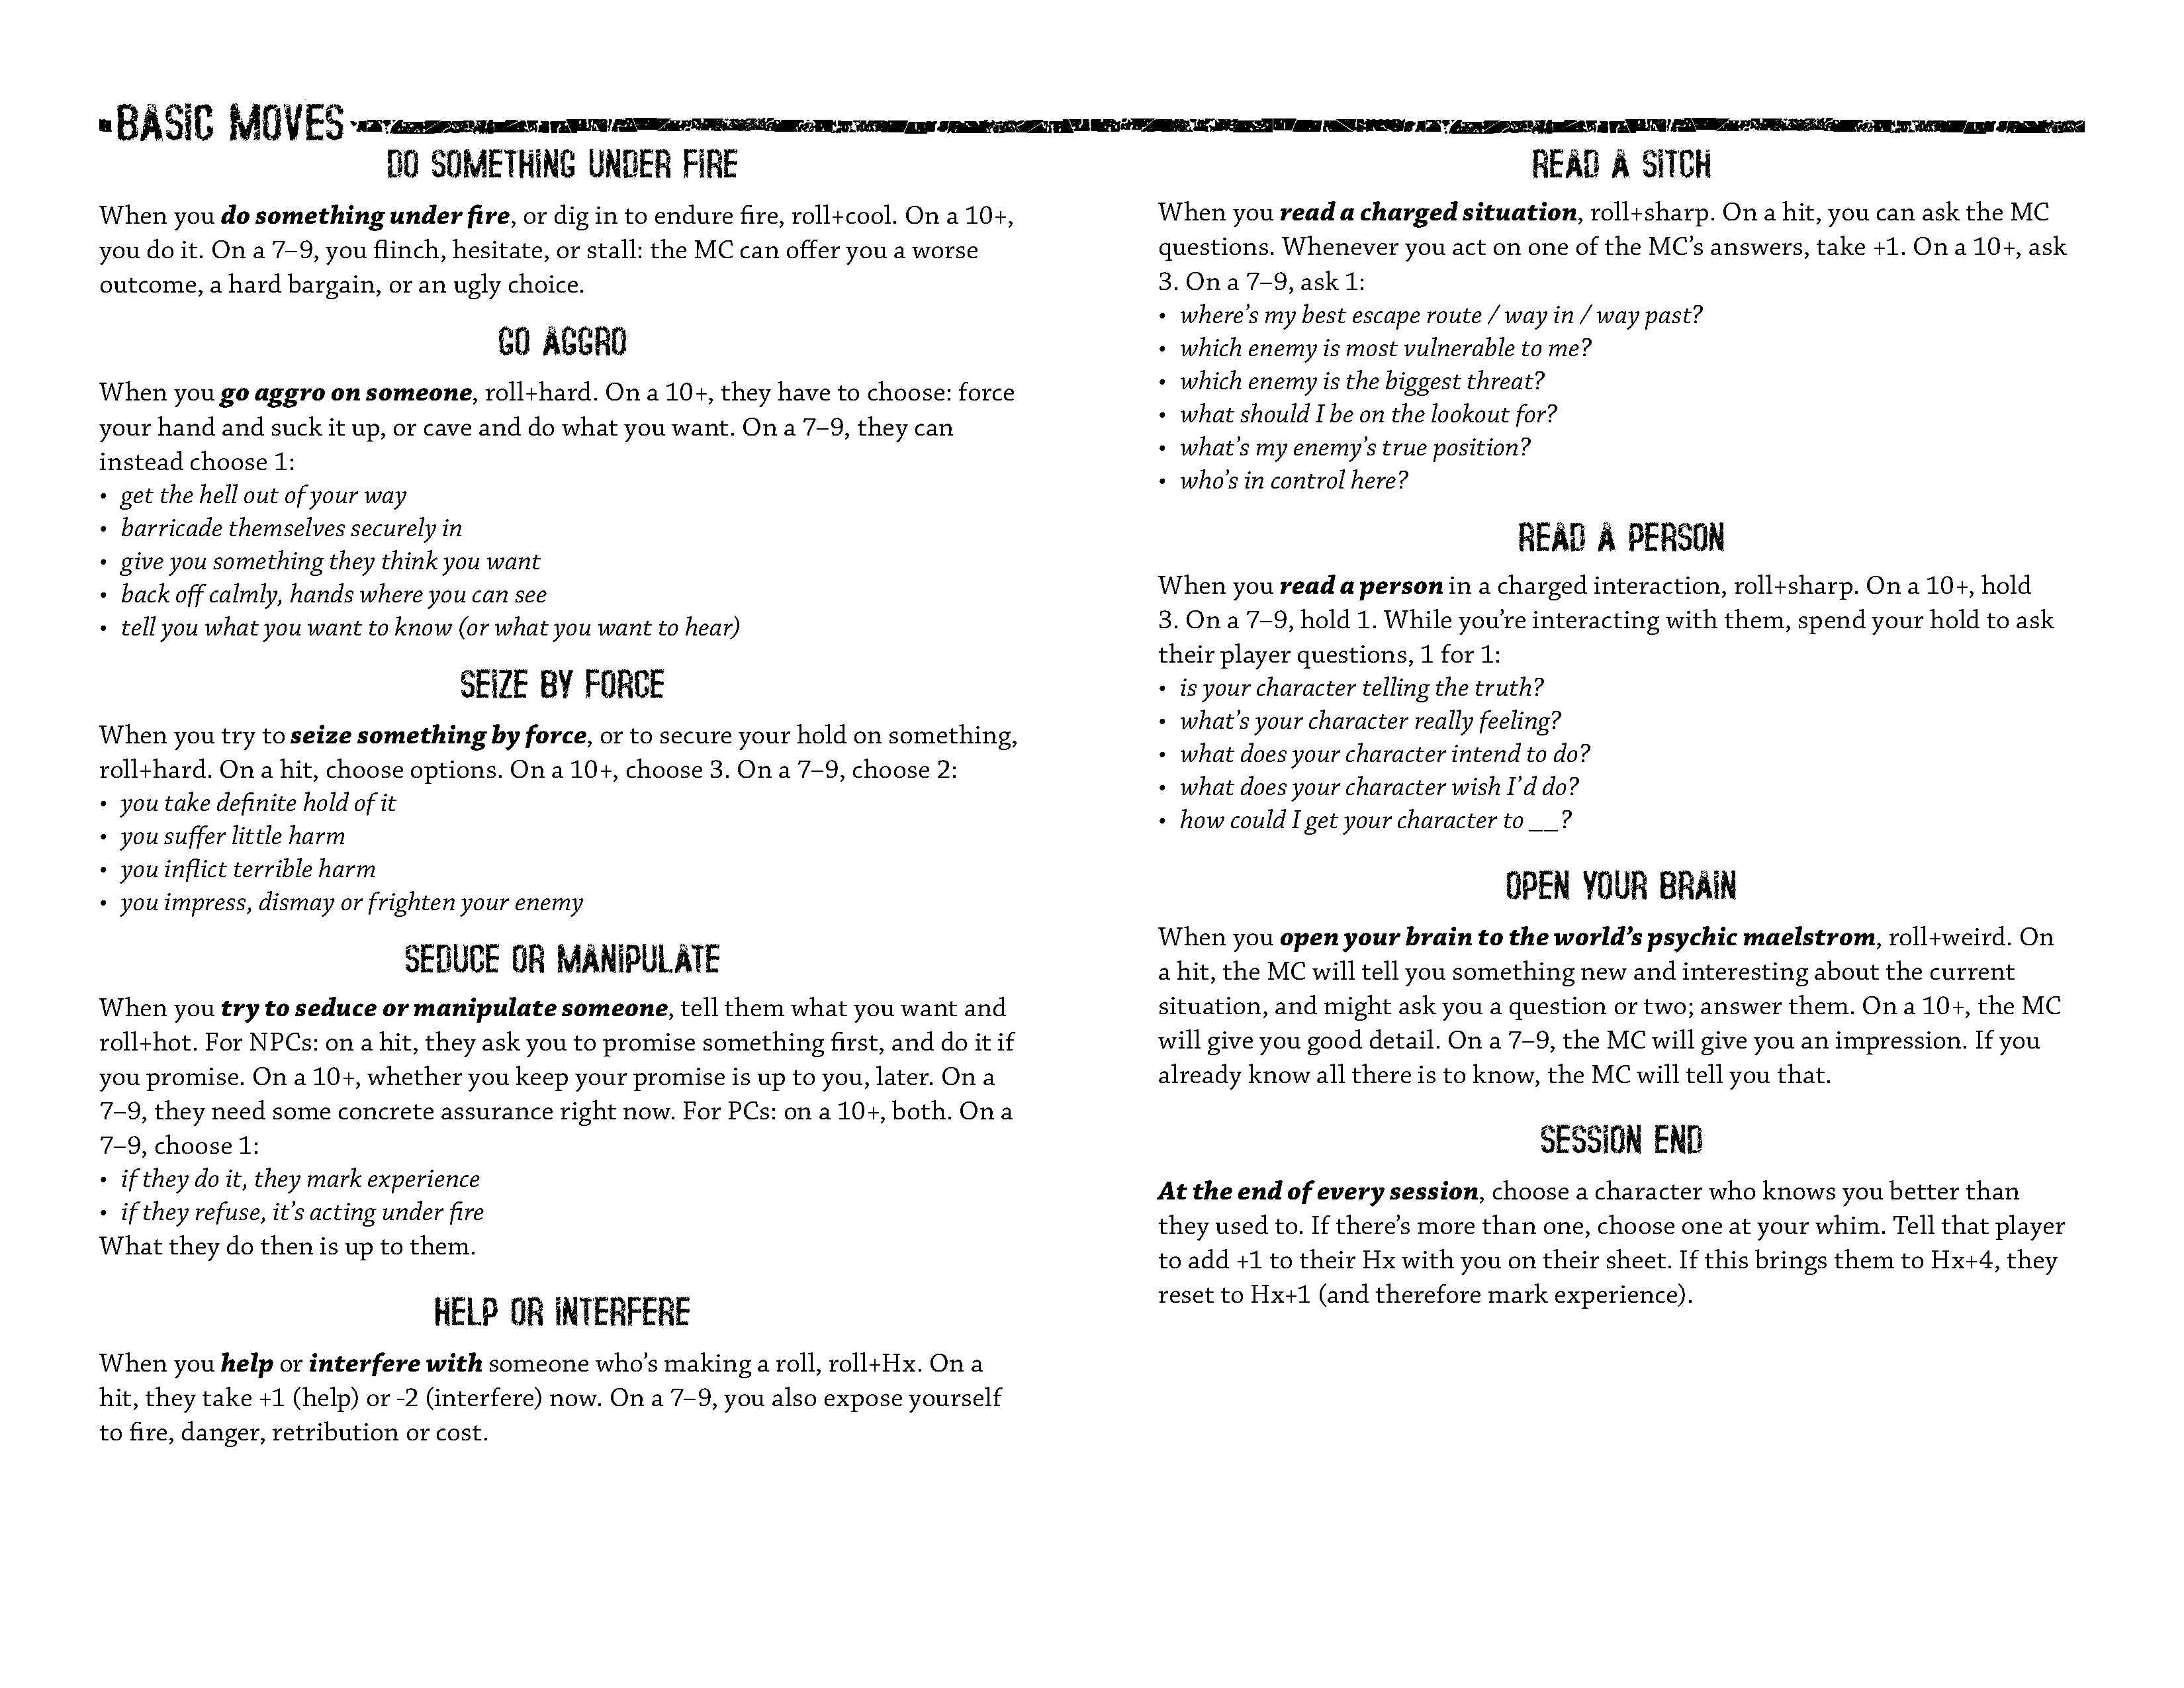 BASIC MOVES
DO SOMETHING UNDER FIRE
When you do something under fire, or dig in to endure fire, roll+cool. On a 10+,
you do it. On a 7–9, you flinch, hesitate, or stall: the MC can offer you a worse
outcome, a hard bargain, or an ugly choice.
GO AGGRO
When you go aggro on someone, roll+hard. On a 10+, they have to choose: force
your hand and suck it up, or cave and do what you want. On a 7–9, they can
instead choose 1:
• get the hell out of your way
• barricade themselves securely in
• give you something they think you want
• back off calmly, hands where you can see
• tell you what you want to know (or what you want to hear)
SEIZE BY FORCE
When you try to seize something by force, or to secure your hold on something,
roll+hard. On a hit, choose options. On a 10+, choose 3. On a 7–9, choose 2:
• you take definite hold of it
• you suffer little harm
• you inflict terrible harm
• you impress, dismay or frighten your enemy
SEDUCE OR MANIPULATE
When you try to seduce or manipulate someone, tell them what you want and
roll+hot. For NPCs: on a hit, they ask you to promise something first, and do it if
you promise. On a 10+, whether you keep your promise is up to you, later. On a
7–9, they need some concrete assurance right now. For PCs: on a 10+, both. On a
7–9, choose 1:
• if they do it, they mark experience
• if they refuse, it's acting under fire
What they do then is up to them.
HELP OR INTERFERE
When you help or interfere with someone who's making a roll, roll+Hx. On a
hit, they take +1 (help) or -2 (interfere) now. On a 7–9, you also expose yourself
to fire, danger, retribution or cost.
READ A SITCH
When you read a charged situation, roll+sharp. On a hit, you can ask the MC
questions. Whenever you act on one of the MC's answers, take +1. On a 10+, ask
3. On a 7–9, ask 1:
• where's my best escape route / way in / way past?
• which enemy is most vulnerable to me?
• which enemy is the biggest threat?
• what should I be on the lookout for?
• what's my enemy's true position?
• who's in control here?
READ A PERSON
When you read a person in a charged interaction, roll+sharp. On a 10+, hold
3. On a 7–9, hold 1. While you're interacting with them, spend your hold to ask
their player questions, 1 for 1:
• is your character telling the truth?
• what's your character really feeling?
• what does your character intend to do?
• what does your character wish I'd do?
• how could I get your character to __?
OPEN YOUR BRAIN
When you open your brain to the world's psychic maelstrom, roll+weird. On
a hit, the MC will tell you something new and interesting about the current
situation, and might ask you a question or two; answer them. On a 10+, the MC
will give you good detail. On a 7–9, the MC will give you an impression. If you
already know all there is to know, the MC will tell you that.
SESSION END
At the end of every session, choose a character who knows you better than
they used to. If there's more than one, choose one at your whim. Tell that player
to add +1 to their Hx with you on their sheet. If this brings them to Hx+4, they
reset to Hx+1 (and therefore mark experience).